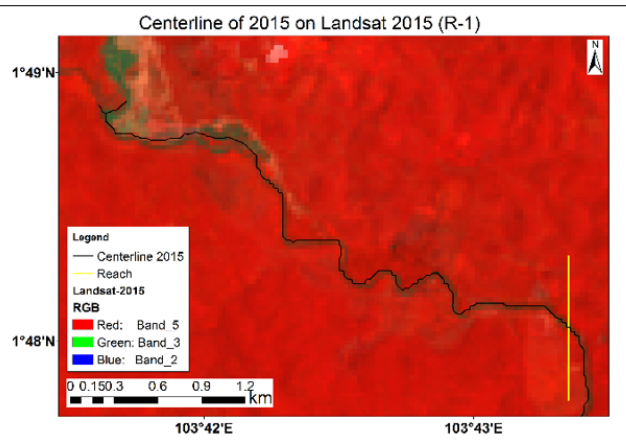 Centerline of 2015 on Landsat 2015 (R-1)
N
1°49'N
1°48'N
Legend
Centerline 2015
Reach
Landsat-2015
RGB
Red: Band_5
Green: Band_3
Blue: Band_2
0 0.150.3 0.6 0.9 1.2
km
103°42'E 103°43'E